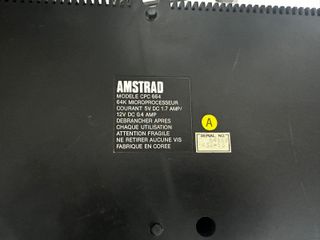 AMSTRAD
MODELE CPC 664
64K MICROPROCESSEUR
COURANT 5V DC 1.7 AMP/
12V DC 0.4 AMP
DEBRANCHER APRES
CHAQUE UTILISATION
ATTENTION FRAGILE
NE RETIRER AUCUNE VIS
FABRIQUE EN COREE
A
SERIAL NO.